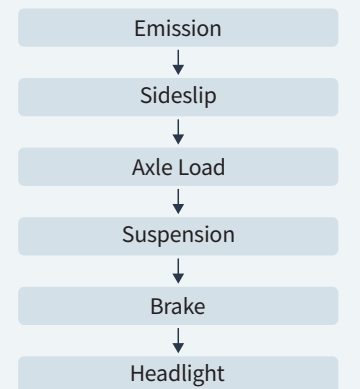 Emission
Sideslip
Axle Load
Suspension
Brake
Headlight